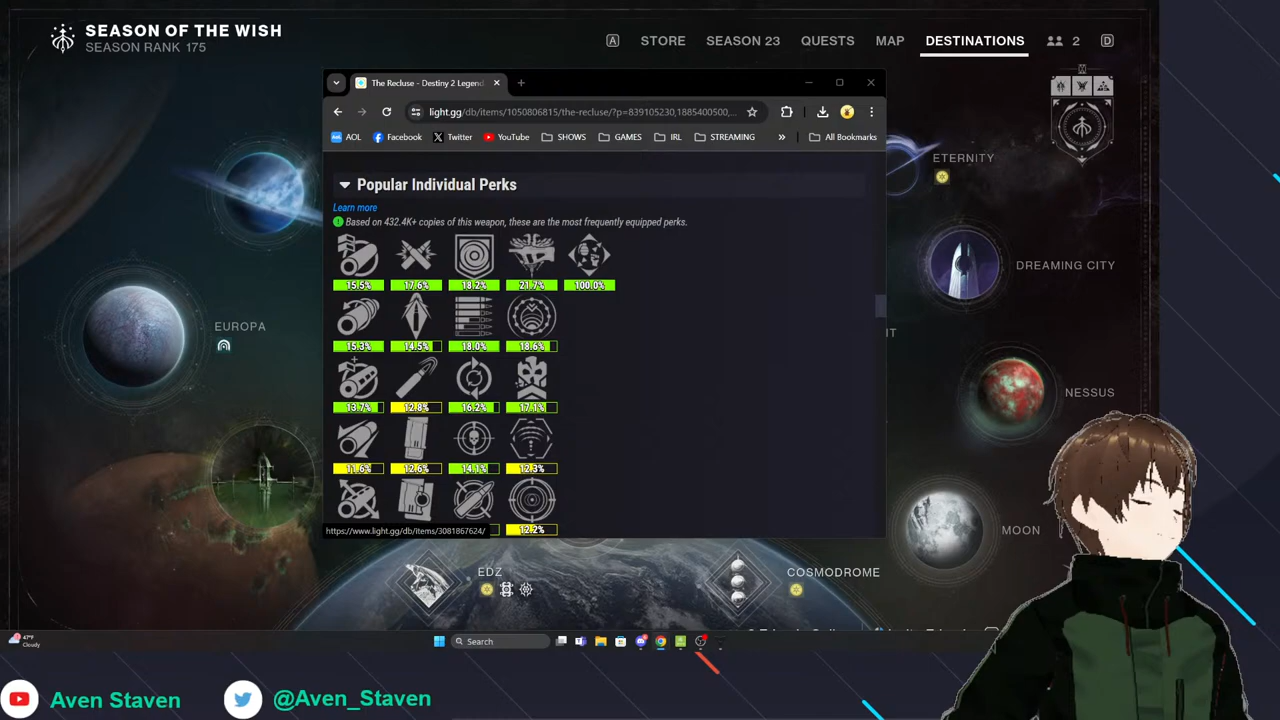 SEASON OF THE WISH
SEASON RANK 175
A
STORE
SEASON 23
QUESTS
MAP
DESTINATIONS
2
D
The Recluse - Destiny 2 Legend
light.gg/db/items/1050806815/the-recluse/?p=839105230,1885400500,...
AOL
Facebook
Twitter
YouTube
SHOWS
GAMES
IRL
STREAMING
»
All Bookmarks
Popular Individual Perks
Learn more
Based on 432.4K+ copies of this weapon, these are the most frequently equipped perks.
15.5% 17.6% 18.2% 21.7% 100.0%
15.3% 14.5% 18.0% 18.6%
13.7% 12.8% 16.2% 17.1%
11.6% 12.6% 14.1% 12.3%
12.2%
https://www.light.gg/db/items/3081867624/
ETERNITY
DREAMING CITY
EUROPA
NESSUS
MOON
EDZ
COSMODROME
47°F
Cloudy
Search
Aven Staven
@Aven_Staven